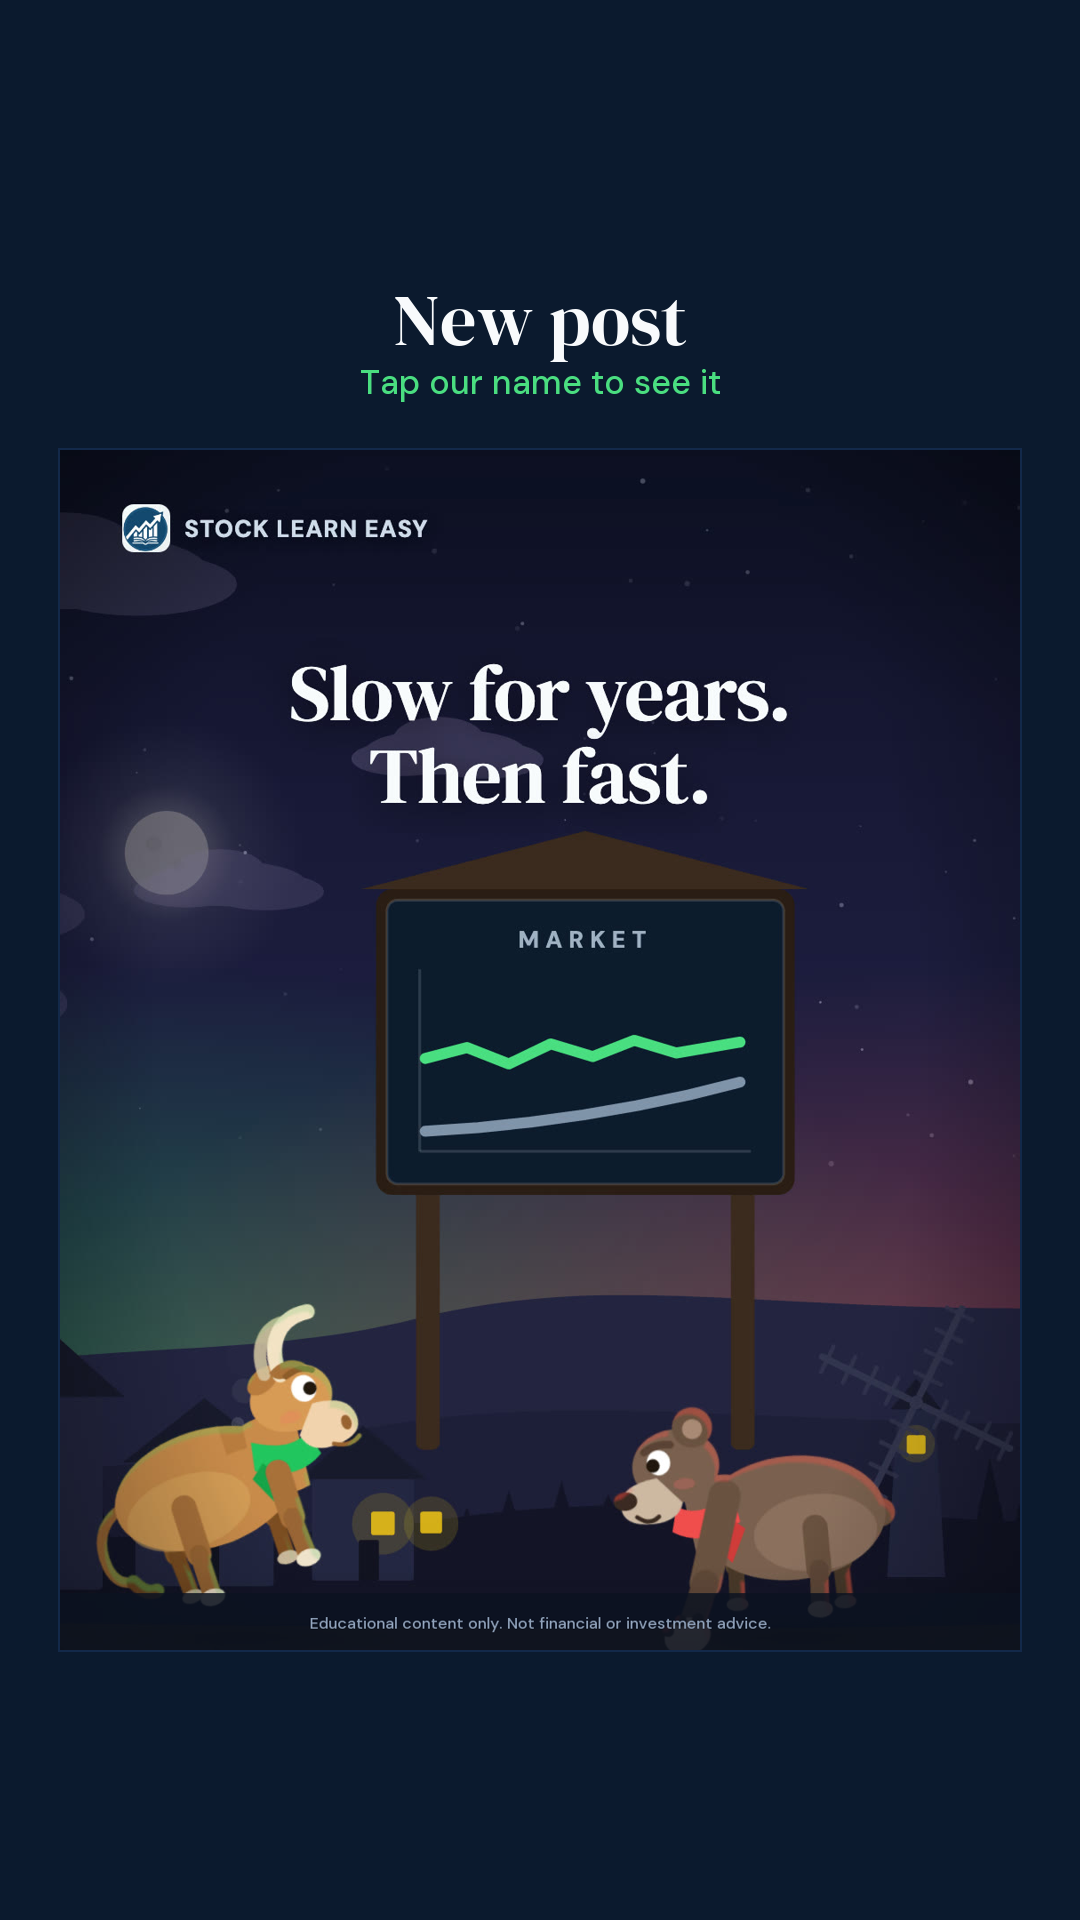 New post
Tap our name to see it
STOCK LEARN EASY
Slow for years.
Then fast.
MARKET
Educational content only. Not financial or investment advice.